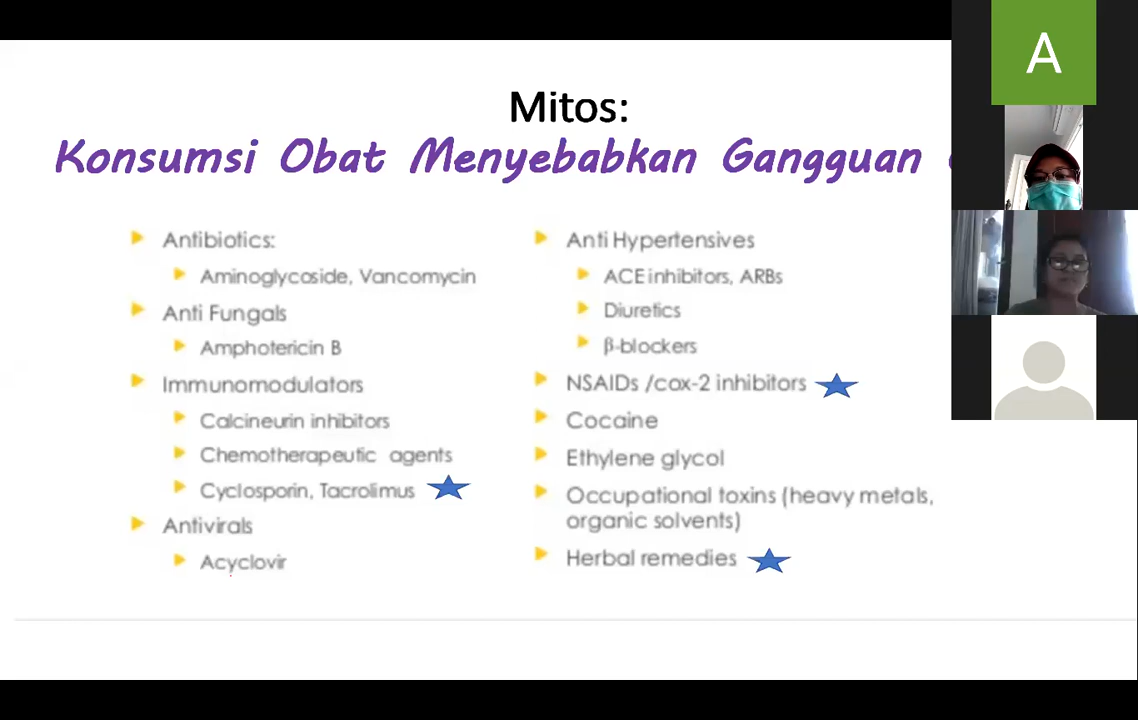 Mitos:
Konsumsi Obat Menyebabkan Gangguan
Antibiotics:
Aminoglycoside, Vancomycin
Anti Fungals
Amphotericin B
Immunomodulators
Calcineurin inhibitors
Chemotherapeutic agents
Cyclosporin, Tacrolimus
Antivirals
Acyclovir
Anti Hypertensives
ACE inhibitors, ARBs
Diuretics
β-blockers
NSAIDs /cox-2 inhibitors
Cocaine
Ethylene glycol
Occupational toxins (heavy metals,
organic solvents)
Herbal remedies
A